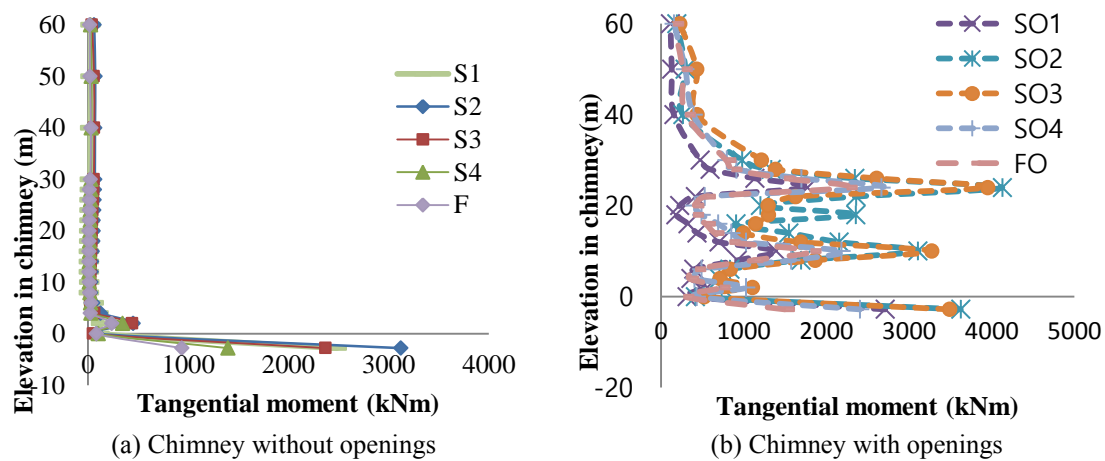 60
50
40
30
20
10
0
10
0 1000 2000 3000 4000
Elevation in chimney (m)
Tangential moment (kNm)
S1
S2
S3
S4
F
(a) Chimney without openings
60
40
20
0
-20
0 1000 2000 3000 4000 5000
Elevation in chimney(m)
Tangential moment (kNm)
SO1
SO2
SO3
SO4
FO
(b) Chimney with openings